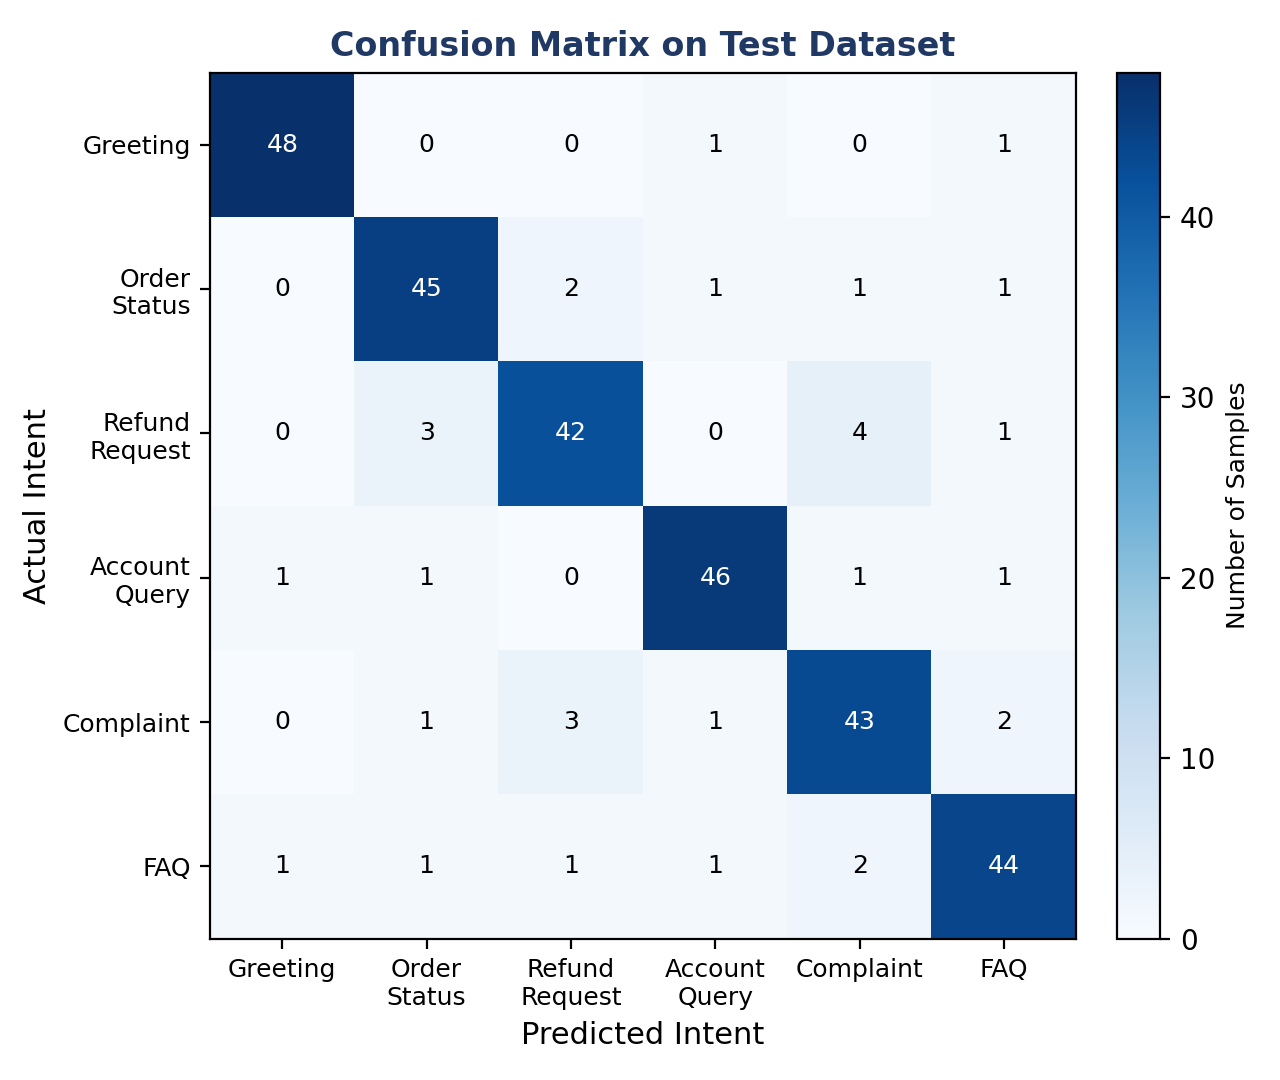 Confusion Matrix on Test Dataset
Actual Intent
Greeting 48 0 0 1 0 1
Order
Status 0 45 2 1 1 1
Refund
Request 0 3 42 0 4 1
Account
Query 1 1 0 46 1 1
Complaint 0 1 3 1 43 2
FAQ 1 1 1 1 2 44
Greeting Order Refund Account Complaint FAQ
Status Request Query
Predicted Intent
40
30
20
10
0
Number of Samples